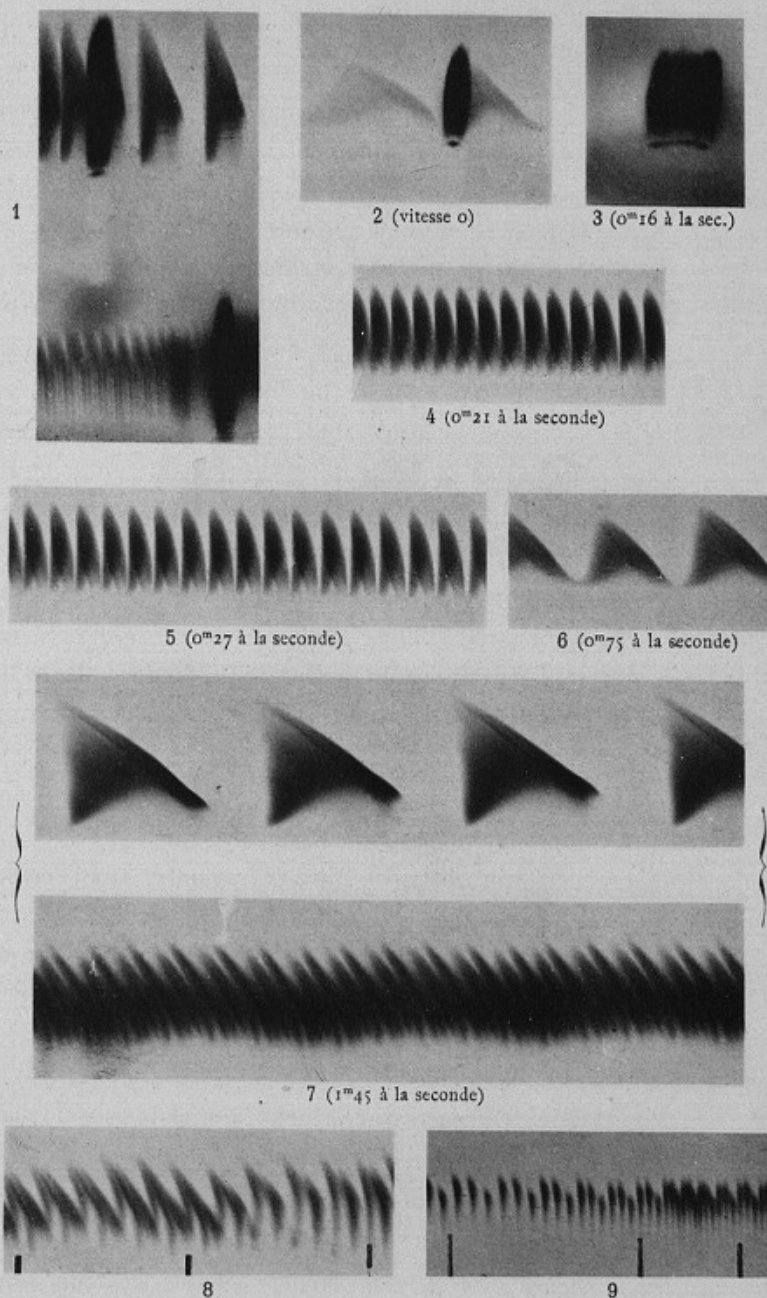 1
2 (vitesse 0)
3 (0ᵐ16 à la sec.)
4 (0ᵐ21 à la seconde)
5 (0ᵐ27 à la seconde)
6 (0ᵐ75 à la seconde)
7 (1ᵐ45 à la seconde)
8
9